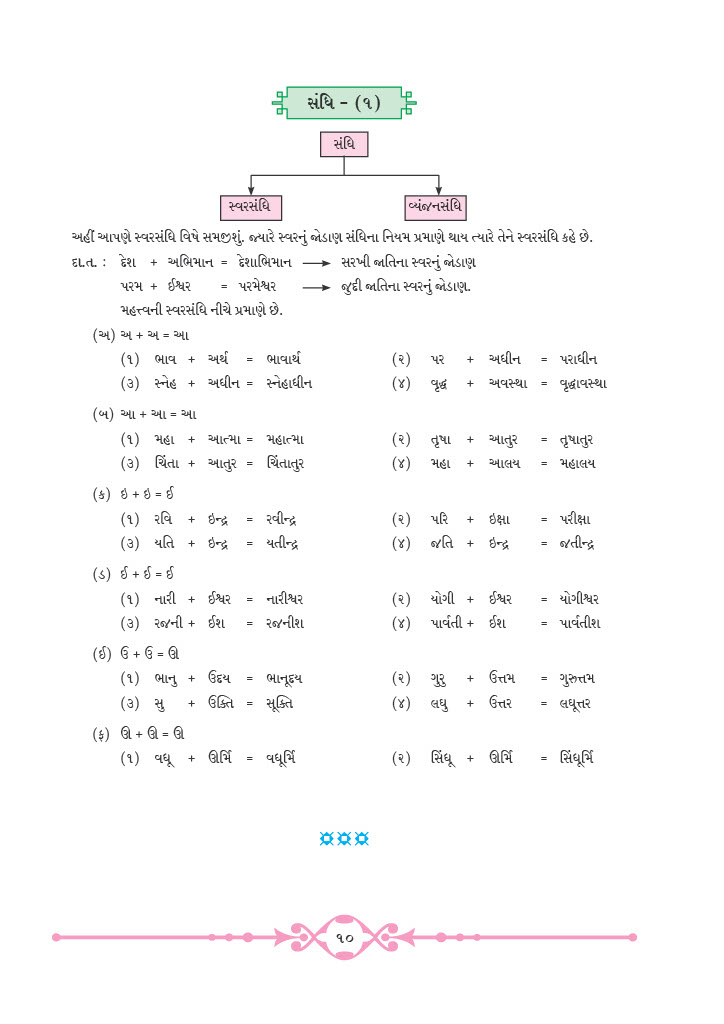 સંધિ - (૧)
સંધિ
સ્વરસંધિ વ્યંજનસંધિ
અહીં આપણે સ્વરસંધિ વિષે સમજીશું. જ્યારે સ્વરનું જોડાણ સંધિના નિયમ પ્રમાણે થાય ત્યારે તેને સ્વરસંધિ કહે છે.
દા.ત. : દેશ + અભિમાન = દેશાભિમાન ⟶ સરખી જાતિના સ્વરનું જોડાણ
પરમ + ઈશ્વર = પરમેશ્વર ⟶ જુદી જાતિના સ્વરનું જોડાણ.
મહત્ત્વની સ્વરસંધિ નીચે પ્રમાણે છે.
(અ) અ + અ = આ
(૧) ભાવ + અર્થ = ભાવાર્થ (૨) પર + અધીન = પરાધીન
(૩) સ્નેહ + અધીન = સ્નેહાધીન (૪) વૃદ્ધ + અવસ્થા = વૃદ્ધાવસ્થા
(બ) આ + આ = આ
(૧) મહા + આત્મા = મહાત્મા (૨) તૃષા + આતુર = તૃષાતુર
(૩) ચિંતા + આતુર = ચિંતાતુર (૪) મહા + આલય = મહાલય
(ક) ઇ + ઇ = ઈ
(૧) રવિ + ઇન્દ્ર = રવીન્દ્ર (૨) પરિ + ઇક્ષા = પરીક્ષા
(૩) યતિ + ઇન્દ્ર = યતીન્દ્ર (૪) જતિ + ઇન્દ્ર = જતીન્દ્ર
(ડ) ઈ + ઈ = ઈ
(૧) નારી + ઈશ્વર = નારીશ્વર (૨) યોગી + ઈશ્વર = યોગીશ્વર
(૩) રજની + ઈશ = રજનીશ (૪) પાર્વતી + ઈશ = પાર્વતીશ
(ઈ) ઉ + ઉ = ઊ
(૧) ભાનુ + ઉદય = ભાનૂદય (૨) ગુરુ + ઉત્તમ = ગુરુત્તમ
(૩) સુ + ઉક્તિ = સૂક્તિ (૪) લઘુ + ઉત્તર = લઘૂત્તર
(ફ) ઊ + ઊ = ઊ
(૧) વધૂ + ઊર્મિ = વધૂર્મિ (૨) સિંધૂ + ઊર્મિ = સિંધૂર્મિ
૧૦